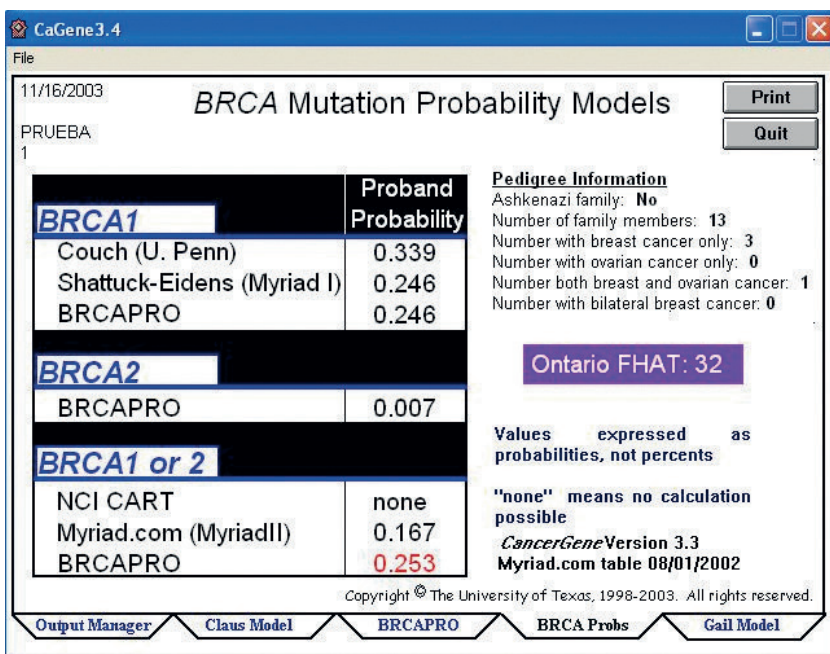 CaGene3.4
File
11/16/2003
BRCA Mutation Probability Models
Print
PRUEBA
Quit
1
Proband
Probability
BRCA1
Couch (U. Penn) 0.339
Shattuck-Eidens (Myriad I) 0.246
BRCAPRO 0.246
BRCA2
BRCAPRO 0.007
BRCA1 or 2
NCI CART none
Myriad.com (MyriadII) 0.167
BRCAPRO 0.253
Pedigree Information
Ashkenazi family: No
Number of family members: 13
Number with breast cancer only: 3
Number with ovarian cancer only: 0
Number both breast and ovarian cancer: 1
Number with bilateral breast cancer: 0
Ontario FHAT: 32
Values expressed as
probabilities, not percents
"none" means no calculation
possible
CancerGene Version 3.3
Myriad.com table 08/01/2002
Copyright © The University of Texas, 1998-2003. All rights reserved.
Output Manager Claus Model BRCAPRO BRCA Probs Gail Model